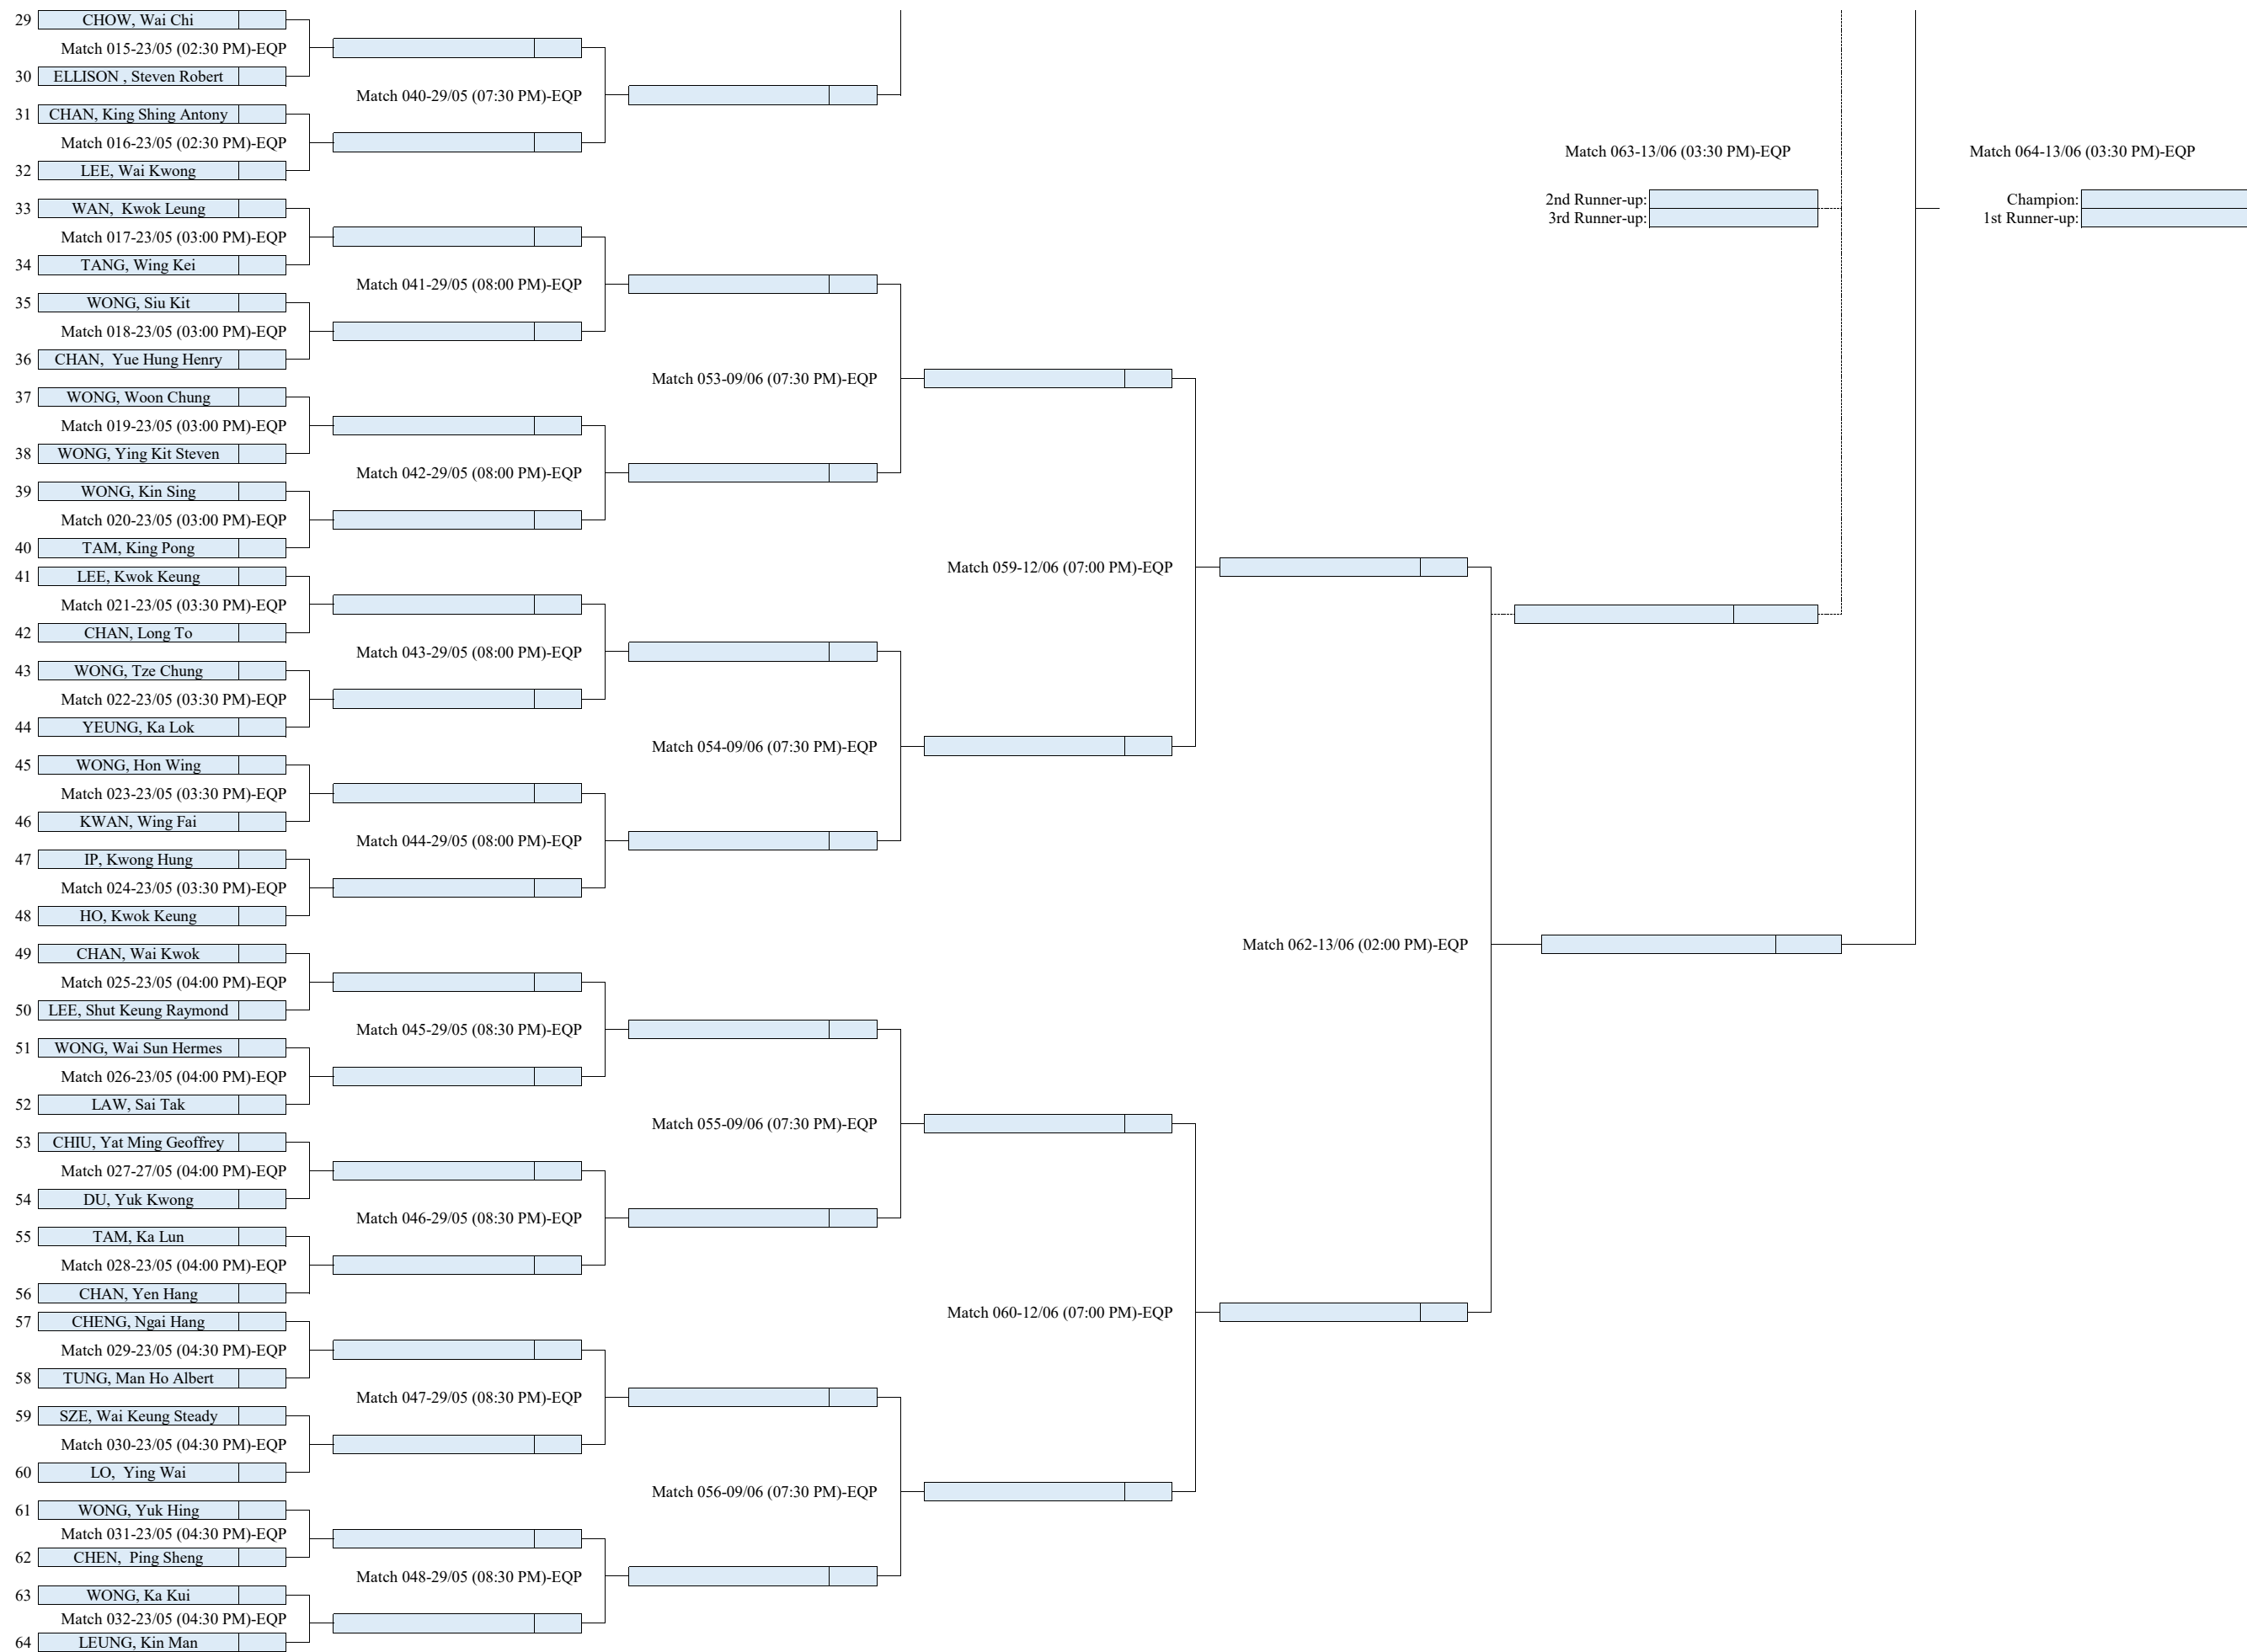 29 CHOW, Wai Chi
Match 015-23/05 (02:30 PM)-EQP
30 ELLISON , Steven Robert
Match 040-29/05 (07:30 PM)-EQP
31 CHAN, King Shing Antony
Match 016-23/05 (02:30 PM)-EQP
Match 063-13/06 (03:30 PM)-EQP
Match 064-13/06 (03:30 PM)-EQP
32 LEE, Wai Kwong
2nd Runner-up:
Champion:
33 WAN, Kwok Leung
3rd Runner-up:
1st Runner-up:
Match 017-23/05 (03:00 PM)-EQP
34 TANG, Wing Kei
Match 041-29/05 (08:00 PM)-EQP
35 WONG, Siu Kit
Match 018-23/05 (03:00 PM)-EQP
36 CHAN, Yue Hung Henry
Match 053-09/06 (07:30 PM)-EQP
37 WONG, Woon Chung
Match 019-23/05 (03:00 PM)-EQP
38 WONG, Ying Kit Steven
Match 042-29/05 (08:00 PM)-EQP
39 WONG, Kin Sing
Match 020-23/05 (03:00 PM)-EQP
40 TAM, King Pong
Match 059-12/06 (07:00 PM)-EQP
41 LEE, Kwok Keung
Match 021-23/05 (03:30 PM)-EQP
42 CHAN, Long To
Match 043-29/05 (08:00 PM)-EQP
43 WONG, Tze Chung
Match 022-23/05 (03:30 PM)-EQP
44 YEUNG, Ka Lok
Match 054-09/06 (07:30 PM)-EQP
45 WONG, Hon Wing
Match 023-23/05 (03:30 PM)-EQP
46 KWAN, Wing Fai
Match 044-29/05 (08:00 PM)-EQP
47 IP, Kwong Hung
Match 024-23/05 (03:30 PM)-EQP
48 HO, Kwok Keung
Match 062-13/06 (02:00 PM)-EQP
49 CHAN, Wai Kwok
Match 025-23/05 (04:00 PM)-EQP
50 LEE, Shut Keung Raymond
Match 045-29/05 (08:30 PM)-EQP
51 WONG, Wai Sun Hermes
Match 026-23/05 (04:00 PM)-EQP
52 LAW, Sai Tak
Match 055-09/06 (07:30 PM)-EQP
53 CHIU, Yat Ming Geoffrey
Match 027-27/05 (04:00 PM)-EQP
54 DU, Yuk Kwong
Match 046-29/05 (08:30 PM)-EQP
55 TAM, Ka Lun
Match 028-23/05 (04:00 PM)-EQP
56 CHAN, Yen Hang
Match 060-12/06 (07:00 PM)-EQP
57 CHENG, Ngai Hang
Match 029-23/05 (04:30 PM)-EQP
58 TUNG, Man Ho Albert
Match 047-29/05 (08:30 PM)-EQP
59 SZE, Wai Keung Steady
Match 030-23/05 (04:30 PM)-EQP
60 LO, Ying Wai
Match 056-09/06 (07:30 PM)-EQP
61 WONG, Yuk Hing
Match 031-23/05 (04:30 PM)-EQP
62 CHEN, Ping Sheng
Match 048-29/05 (08:30 PM)-EQP
63 WONG, Ka Kui
Match 032-23/05 (04:30 PM)-EQP
64 LEUNG, Kin Man